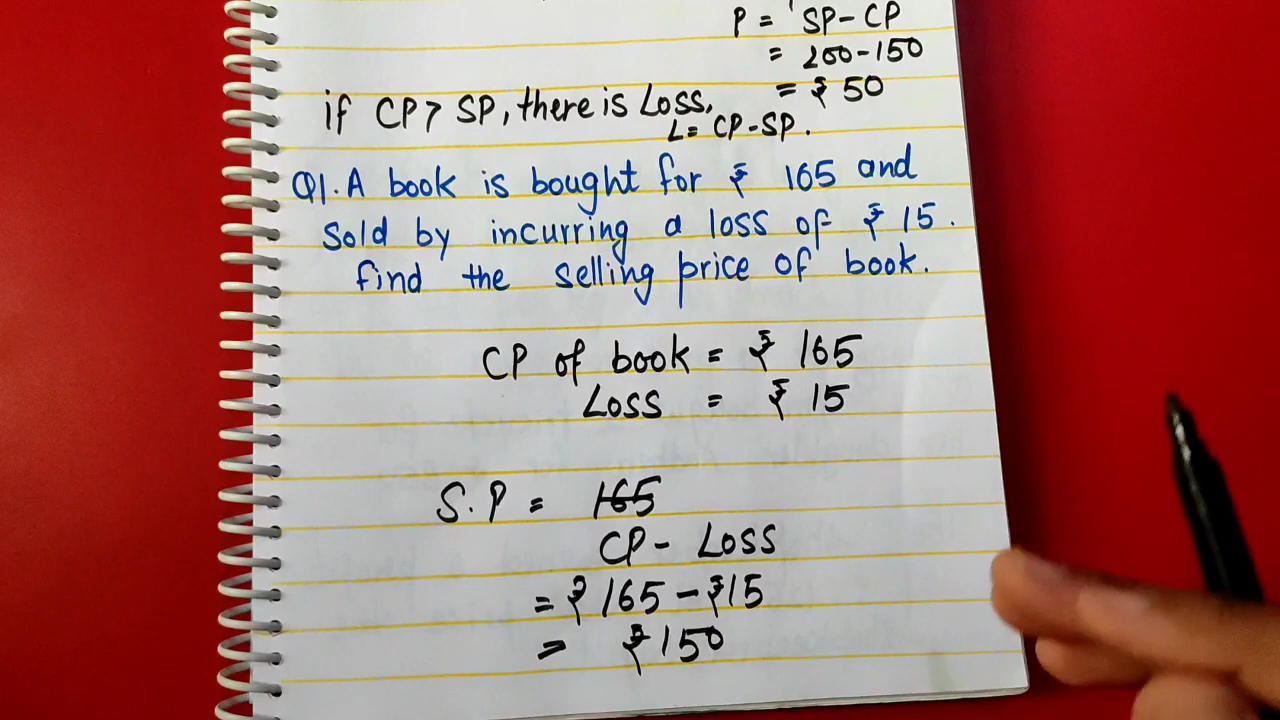 P = SP - CP
= 200 - 150
= ₹ 50
if CP > SP, there is Loss,
L = CP - SP.
Q1. A book is bought for ₹ 165 and
sold by incurring a loss of ₹ 15.
find the selling price of book.
CP of book = ₹ 165
Loss = ₹ 15
S.P = 165
CP - Loss
= ₹ 165 - ₹15
= ₹150